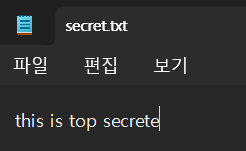 secret.txt
파일 편집 보기
this is top secrete